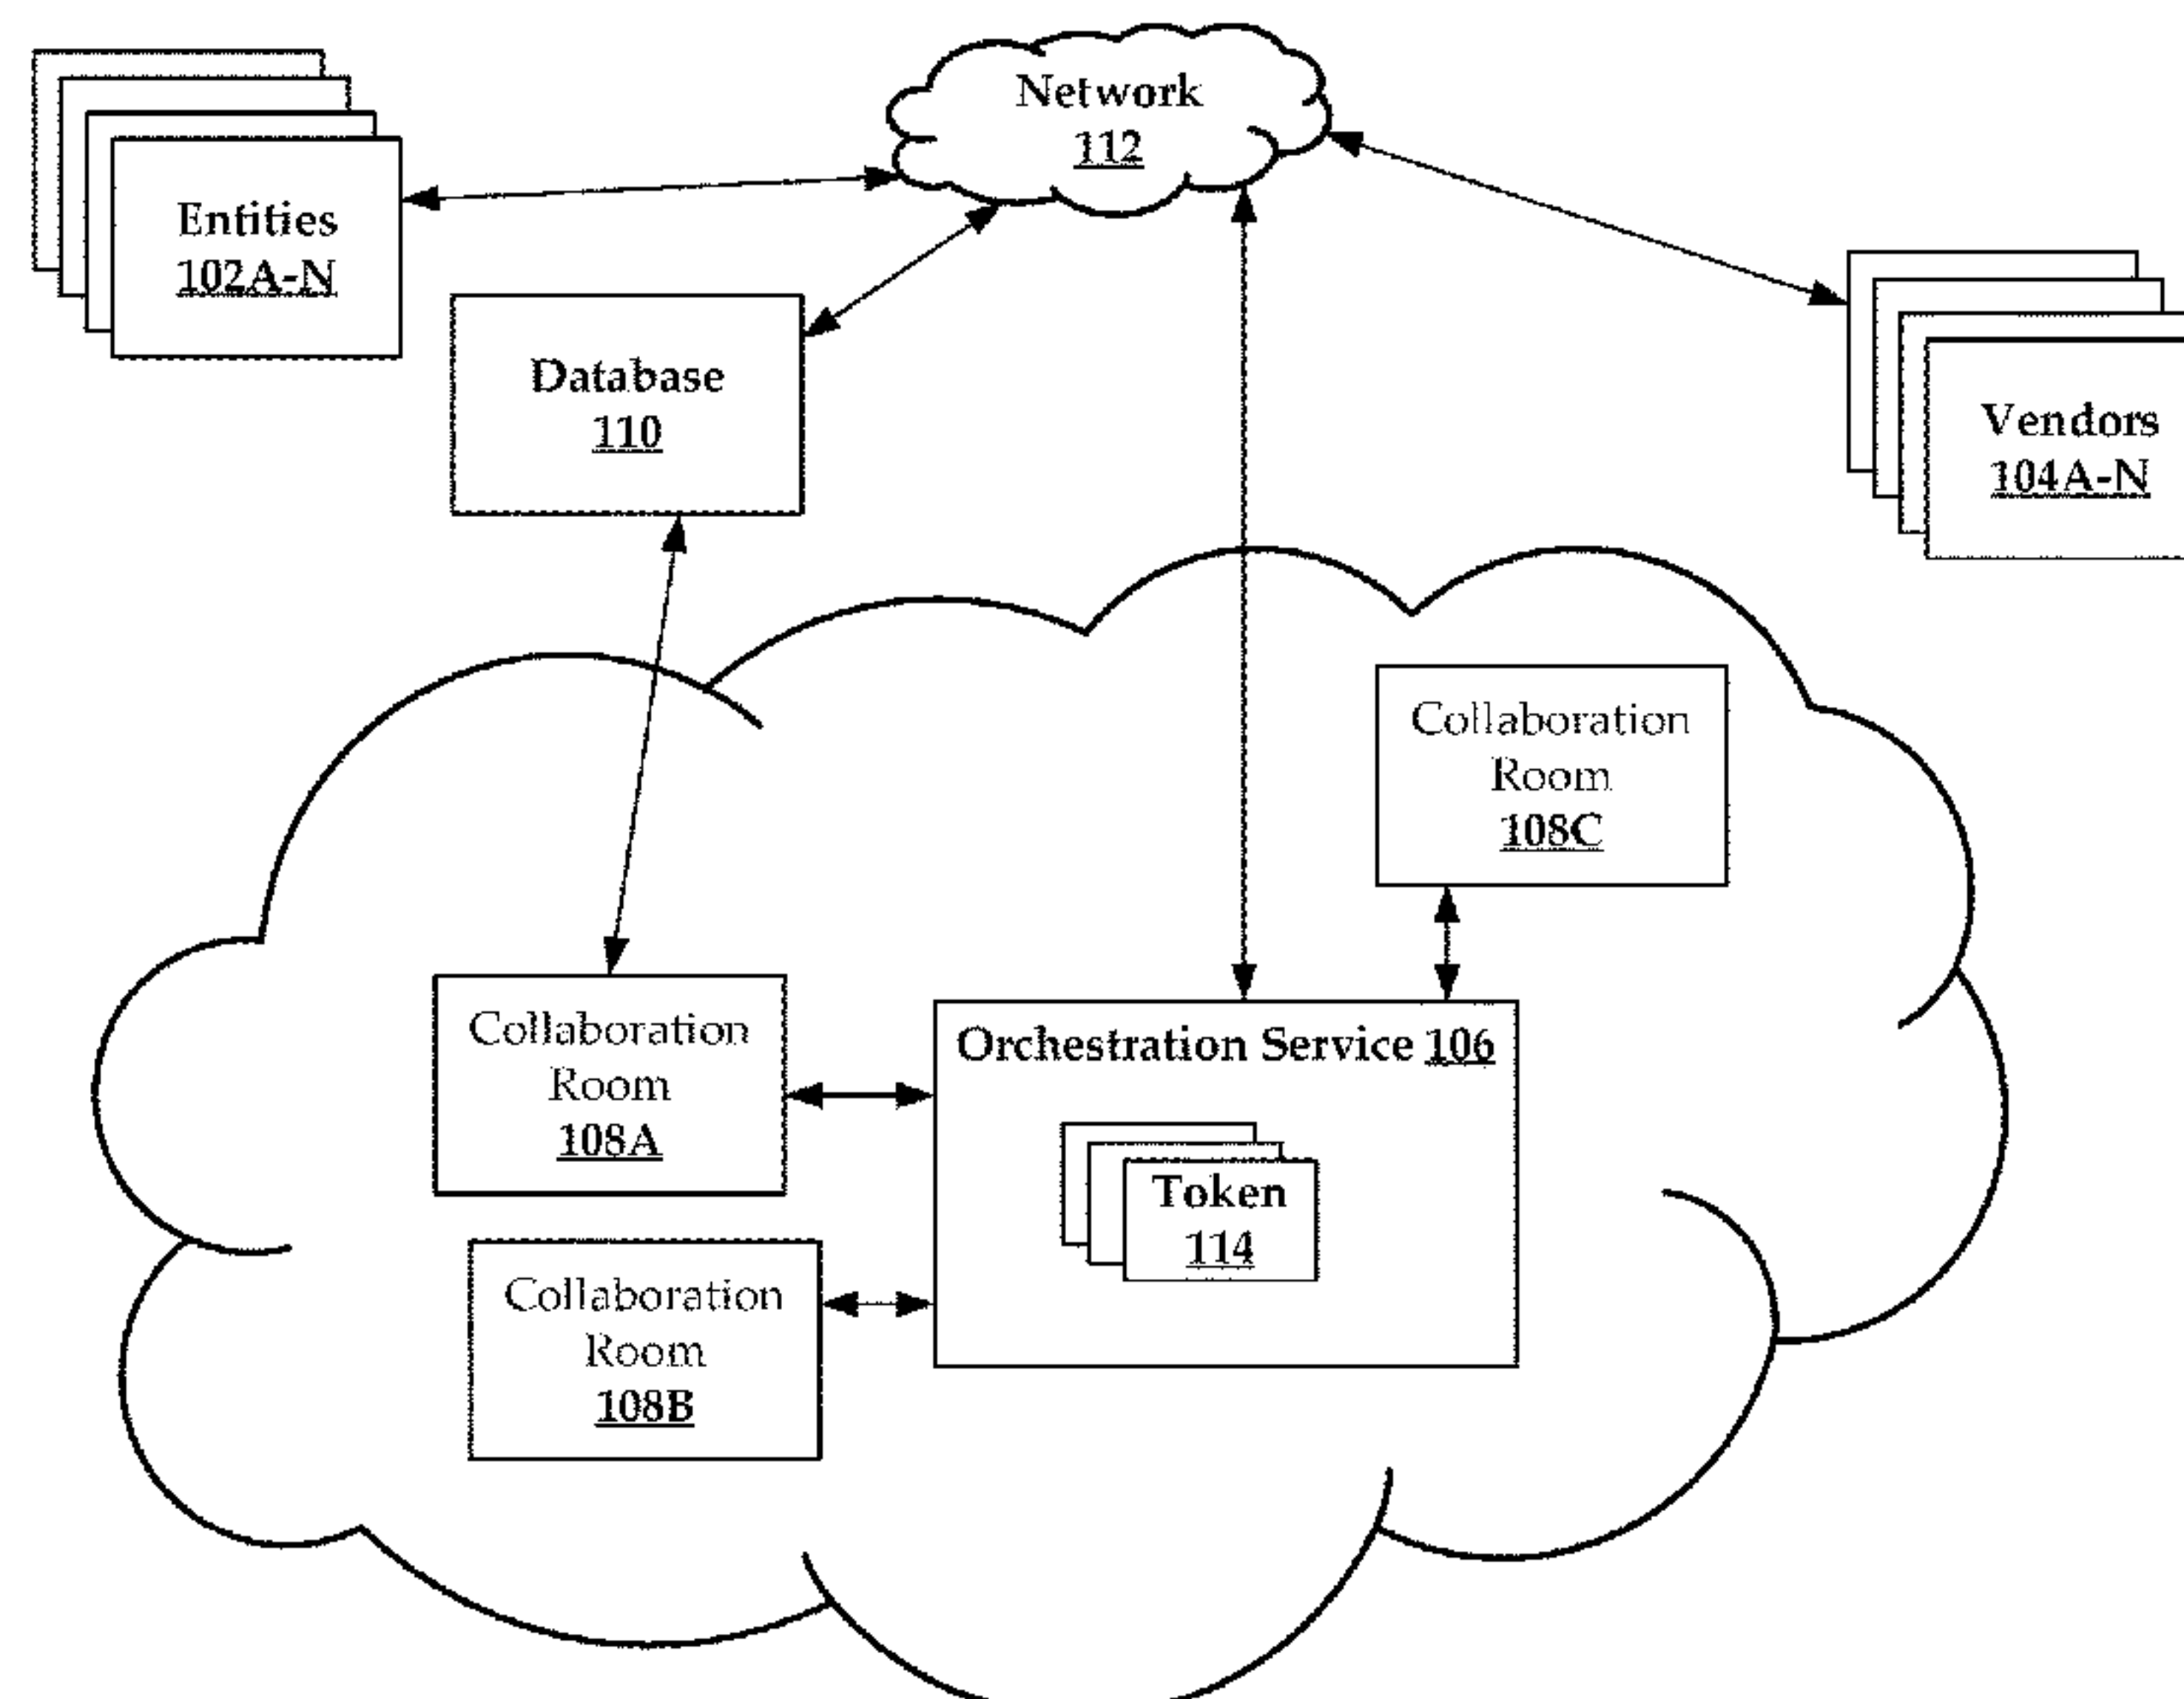 Network
112
Entities
102A-N
Database
110
Vendors
104A-N
Collaboration
Room
108C
Collaboration
Room
108A
Orchestration Service 106
Token
114
Collaboration
Room
108B